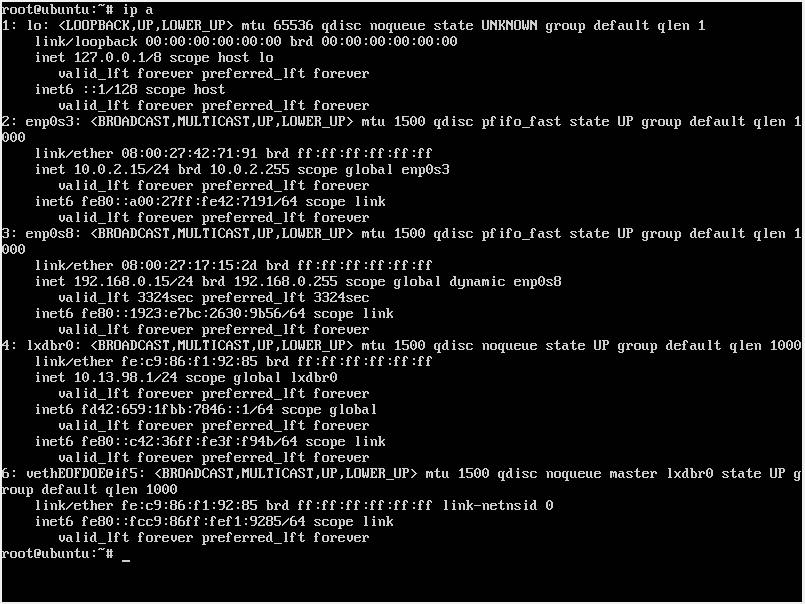 root@ubuntu:~# ip a
1: lo: <LOOPBACK,UP,LOWER_UP> mtu 65536 qdisc noqueue state UNKNOWN group default qlen 1
    link/loopback 00:00:00:00:00:00 brd 00:00:00:00:00:00
    inet 127.0.0.1/8 scope host lo
       valid_lft forever preferred_lft forever
    inet6 ::1/128 scope host
       valid_lft forever preferred_lft forever
2: enp0s3: <BROADCAST,MULTICAST,UP,LOWER_UP> mtu 1500 qdisc pfifo_fast state UP group default qlen 1
000
    link/ether 08:00:27:42:71:91 brd ff:ff:ff:ff:ff:ff
    inet 10.0.2.15/24 brd 10.0.2.255 scope global enp0s3
       valid_lft forever preferred_lft forever
    inet6 fe80::a00:27ff:fe42:7191/64 scope link
       valid_lft forever preferred_lft forever
3: enp0s8: <BROADCAST,MULTICAST,UP,LOWER_UP> mtu 1500 qdisc pfifo_fast state UP group default qlen 1
000
    link/ether 08:00:27:17:15:2d brd ff:ff:ff:ff:ff:ff
    inet 192.168.0.15/24 brd 192.168.0.255 scope global dynamic enp0s8
       valid_lft 3324sec preferred_lft 3324sec
    inet6 fe80::1923:e7bc:2630:9b56/64 scope link
       valid_lft forever preferred_lft forever
4: lxdbr0: <BROADCAST,MULTICAST,UP,LOWER_UP> mtu 1500 qdisc noqueue state UP group default qlen 1000
    link/ether fe:c9:86:f1:92:85 brd ff:ff:ff:ff:ff:ff
    inet 10.13.98.1/24 scope global lxdbr0
       valid_lft forever preferred_lft forever
    inet6 fd42:659:1fbb:7846::1/64 scope global
       valid_lft forever preferred_lft forever
    inet6 fe80::c42:36ff:fe3f:f94b/64 scope link
       valid_lft forever preferred_lft forever
6: vethEOFDOE@if5: <BROADCAST,MULTICAST,UP,LOWER_UP> mtu 1500 qdisc noqueue master lxdbr0 state UP g
roup default qlen 1000
    link/ether fe:c9:86:f1:92:85 brd ff:ff:ff:ff:ff:ff link-netnsid 0
    inet6 fe80::fcc9:86ff:fef1:9285/64 scope link
       valid_lft forever preferred_lft forever
root@ubuntu:~# _